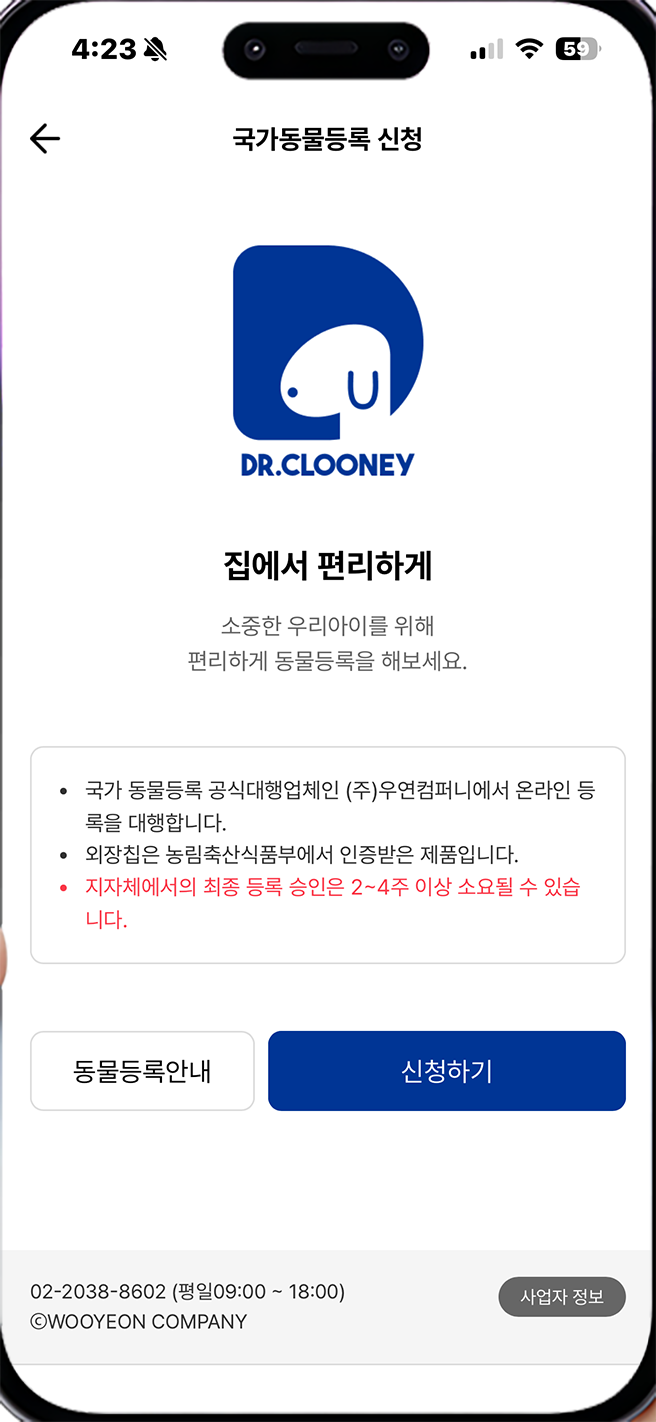 4:23
59
국가동물등록 신청
DR.CLOONEY
집에서 편리하게
소중한 우리아이를 위해
편리하게 동물등록을 해보세요.
• 국가 동물등록 공식대행업체인 (주)우연컴퍼니에서 온라인 등
록을 대행합니다.
• 외장칩은 농림축산식품부에서 인증받은 제품입니다.
• 지자체에서의 최종 등록 승인은 2~4주 이상 소요될 수 있습
니다.
동물등록안내
신청하기
02-2038-8602 (평일09:00 ~ 18:00)
사업자 정보
ⓒWOOYEON COMPANY